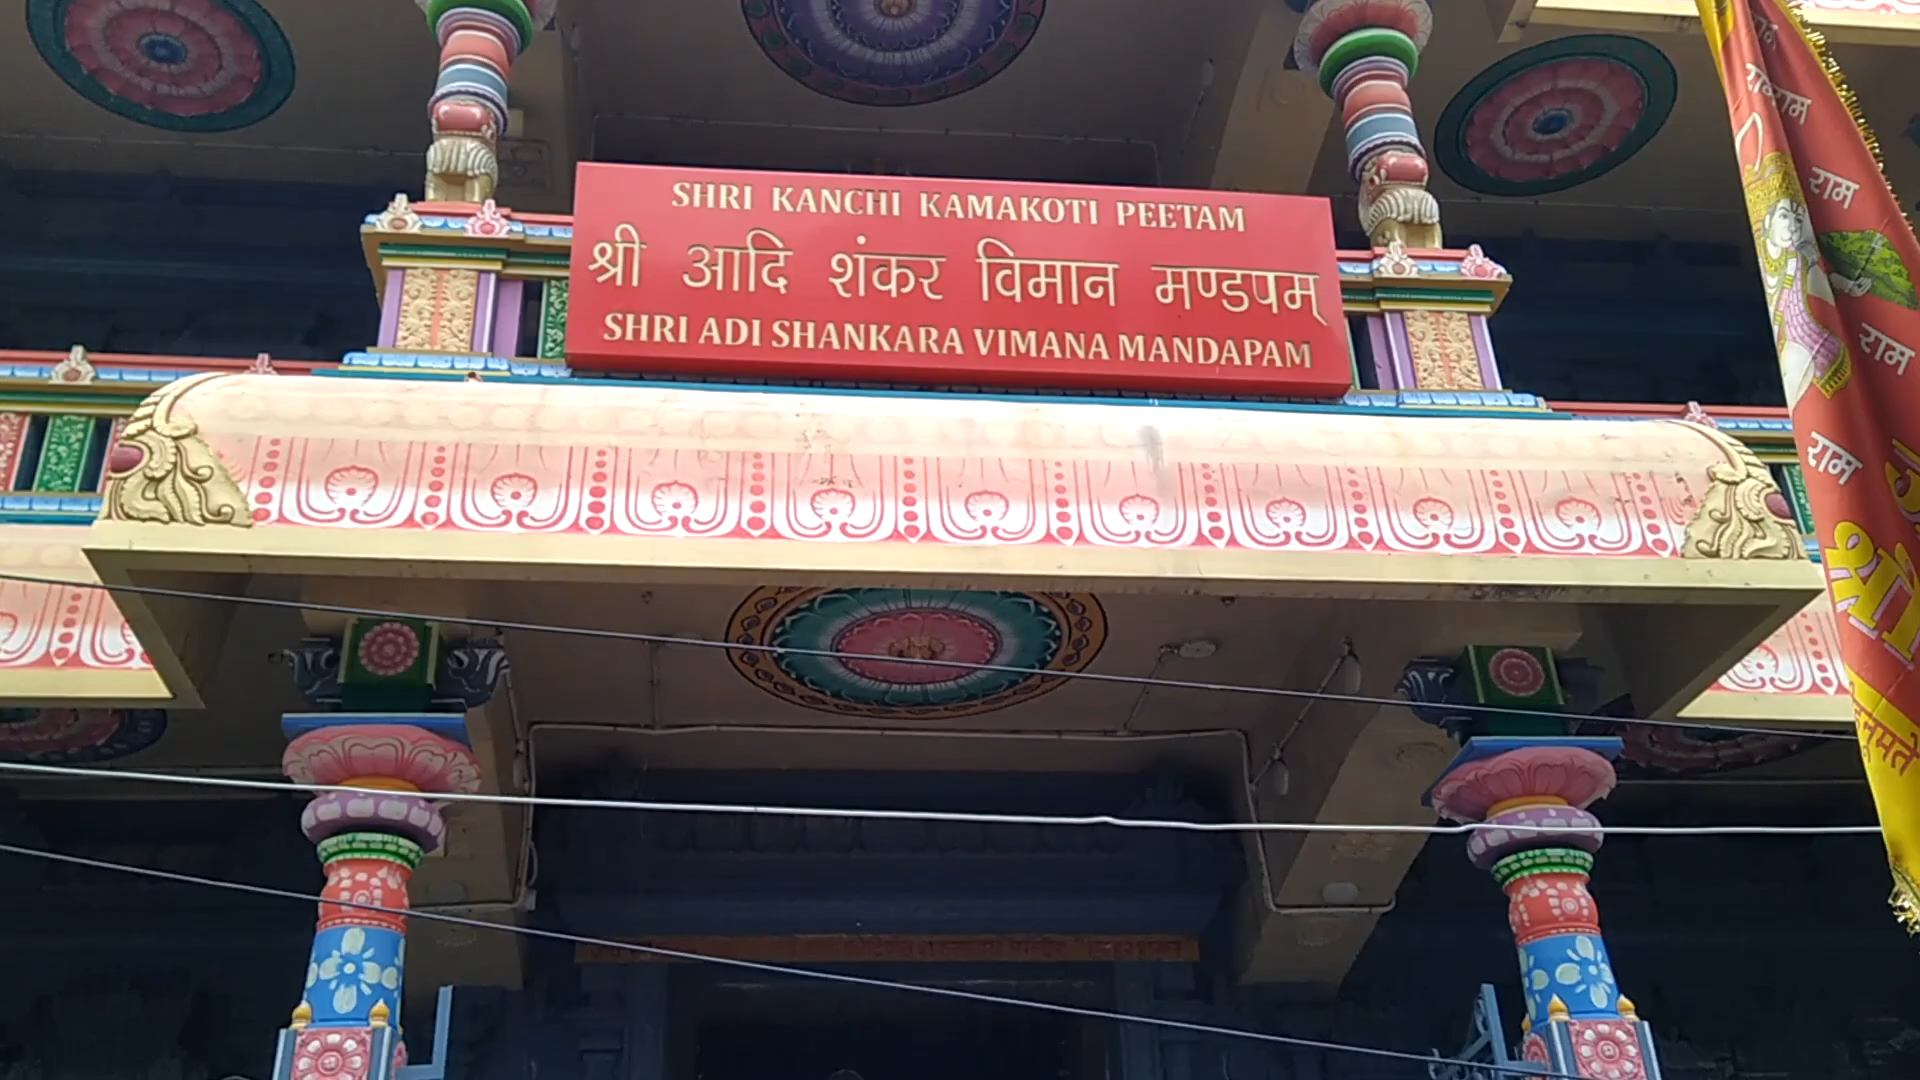 SHRI KANCHI KAMAKOTI PEETAM
श्री आदि शंकर विमान मण्डपम्
SHRI ADI SHANKARA VIMANA MANDAPAM
राम
राम
राम
राम
श्री